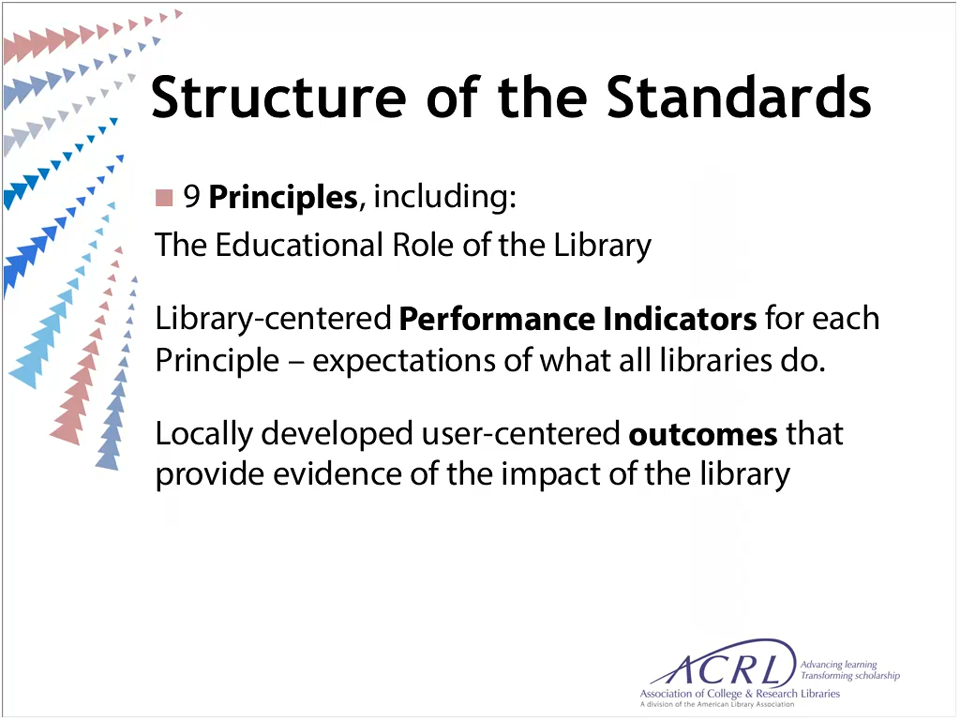 Structure of the Standards
9 Principles, including:
The Educational Role of the Library
Library-centered Performance Indicators for each
Principle – expectations of what all libraries do.
Locally developed user-centered outcomes that
provide evidence of the impact of the library
ACRL
Advancing learning
Transforming scholarship
Association of College & Research Libraries
A division of the American Library Association